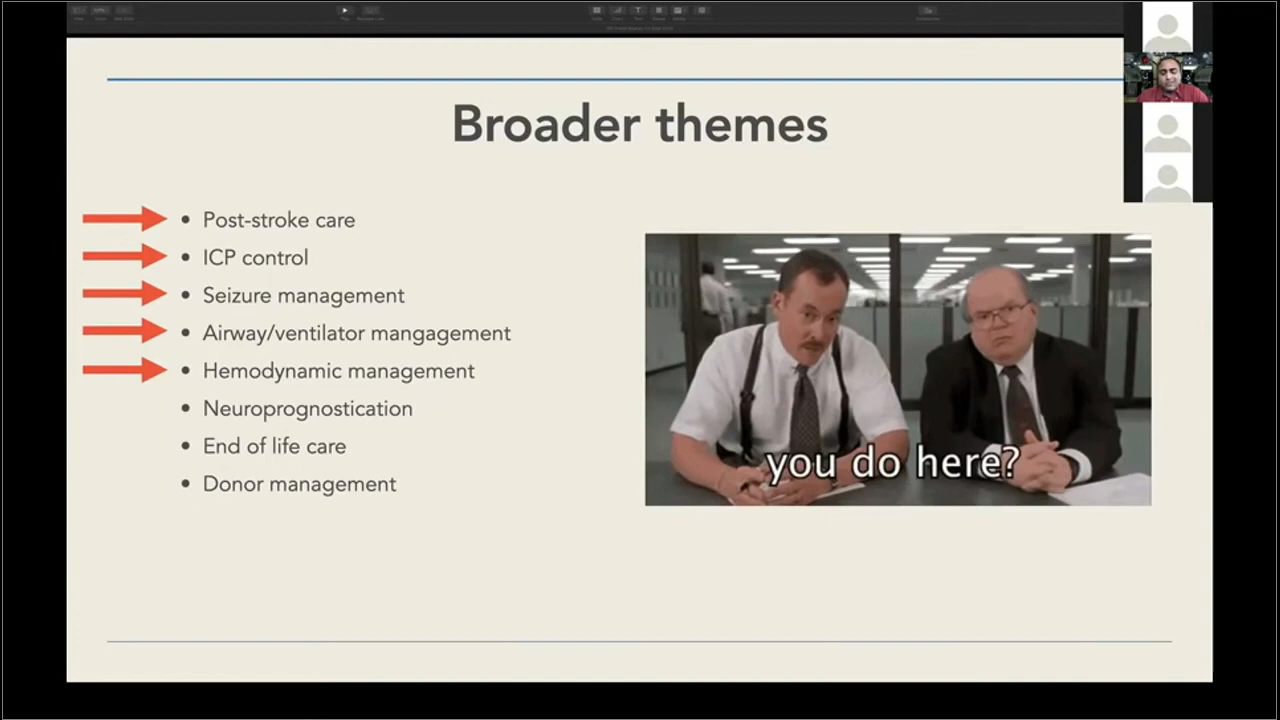 Broader themes
• Post-stroke care
• ICP control
• Seizure management
• Airway/ventilator mangagement
• Hemodynamic management
• Neuroprognostication
• End of life care
• Donor management
you do here?